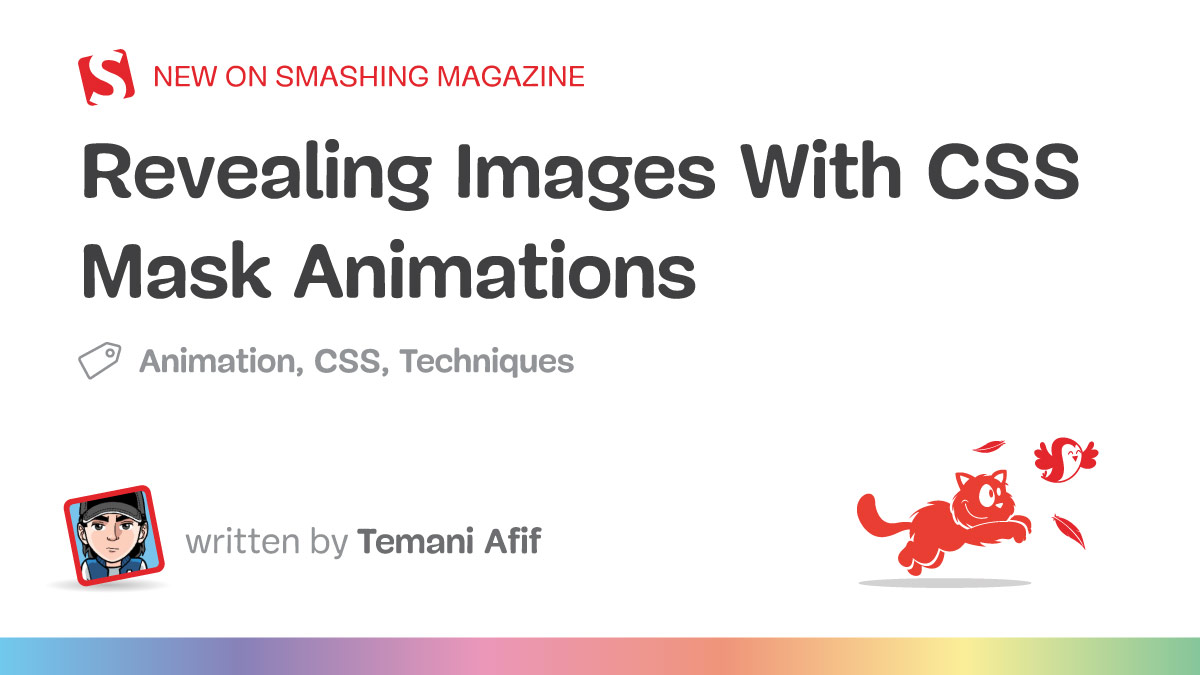 NEW ON SMASHING MAGAZINE
Revealing Images With CSS
Mask Animations
Animation, CSS, Techniques
written by Temani Afif